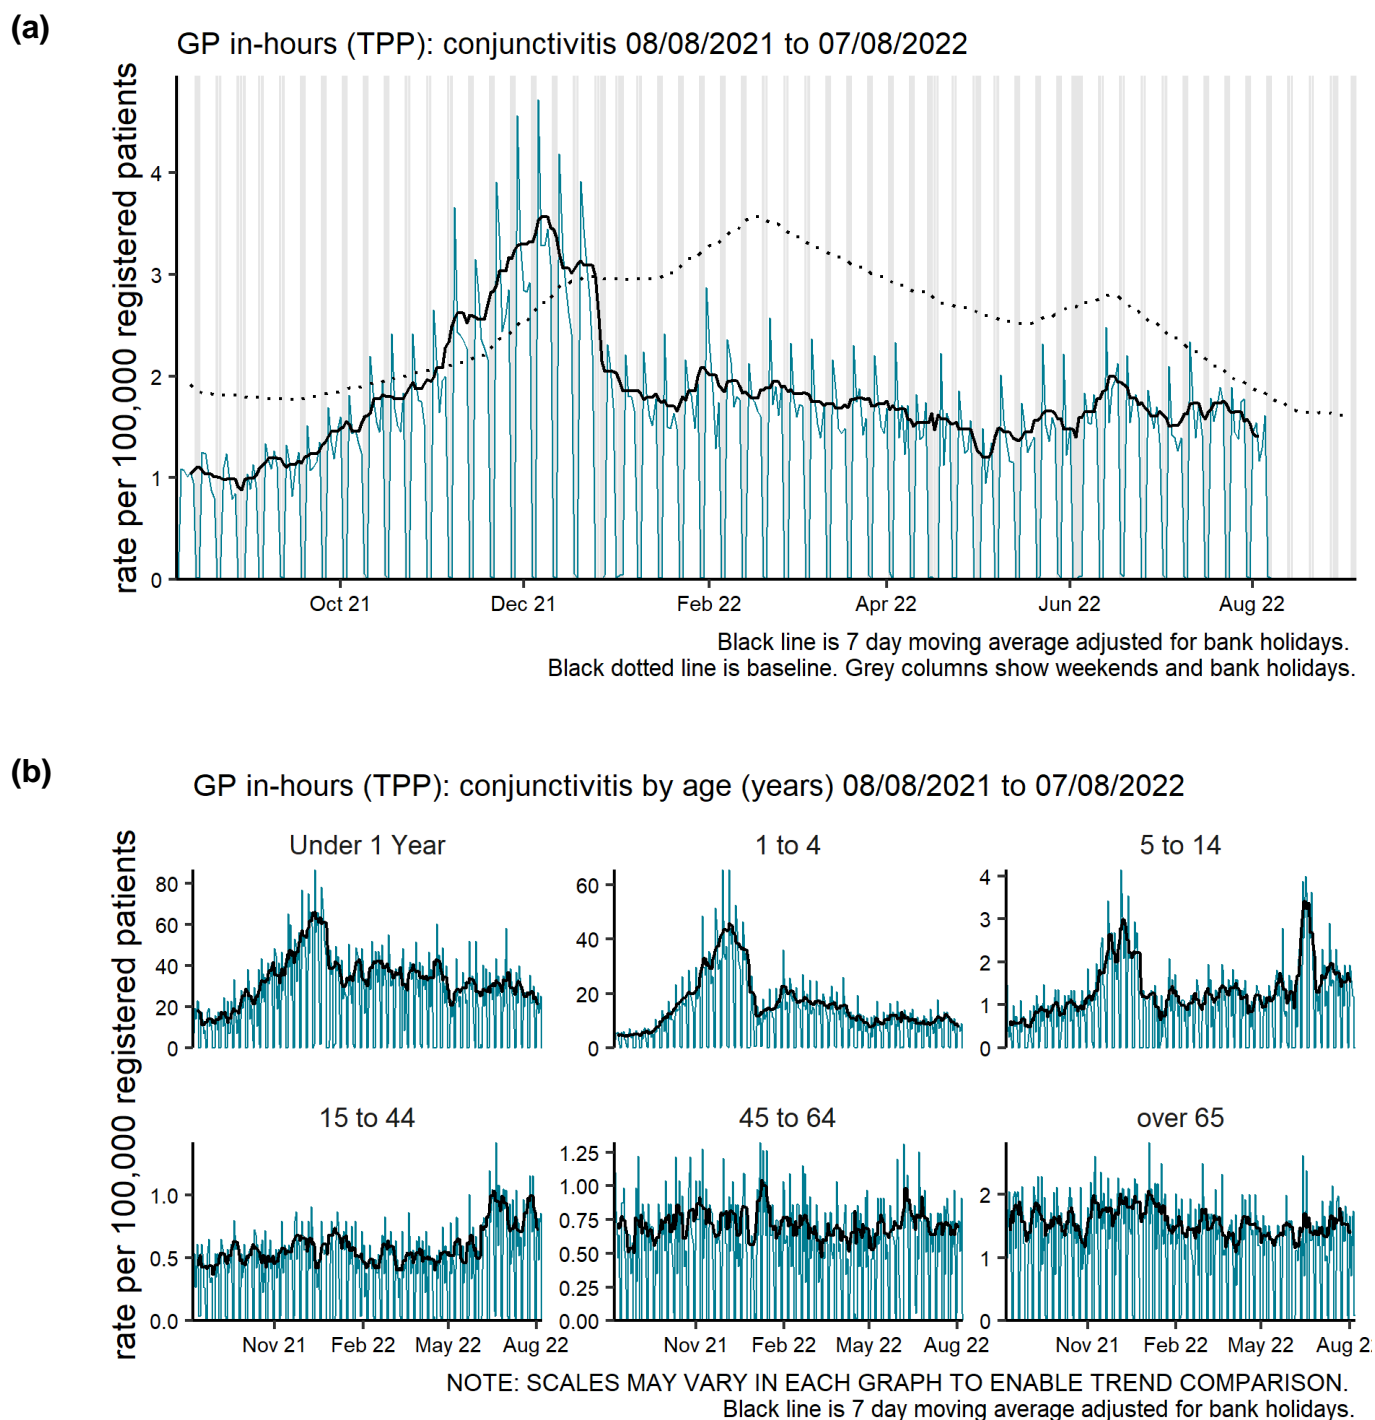 (a)
GP in-hours (TPP): conjunctivitis 08/08/2021 to 07/08/2022
rate per 100,000 registered patients
4
3
2
1
0
Oct 21 Dec 21 Feb 22 Apr 22 Jun 22 Aug 22
Black line is 7 day moving average adjusted for bank holidays.
Black dotted line is baseline. Grey columns show weekends and bank holidays.
(b)
GP in-hours (TPP): conjunctivitis by age (years) 08/08/2021 to 07/08/2022
rate per 100,000 registered patients
Under 1 Year
80
60
40
20
0
1 to 4
60
40
20
0
5 to 14
4
3
2
1
0
15 to 44
1.0
0.5
0.0
Nov 21 Feb 22 May 22 Aug 22
45 to 64
1.25
1.00
0.75
0.50
0.25
0.00
Nov 21 Feb 22 May 22 Aug 22
over 65
2
1
0
Nov 21 Feb 22 May 22 Aug 2
NOTE: SCALES MAY VARY IN EACH GRAPH TO ENABLE TREND COMPARISON.
Black line is 7 day moving average adjusted for bank holidays.